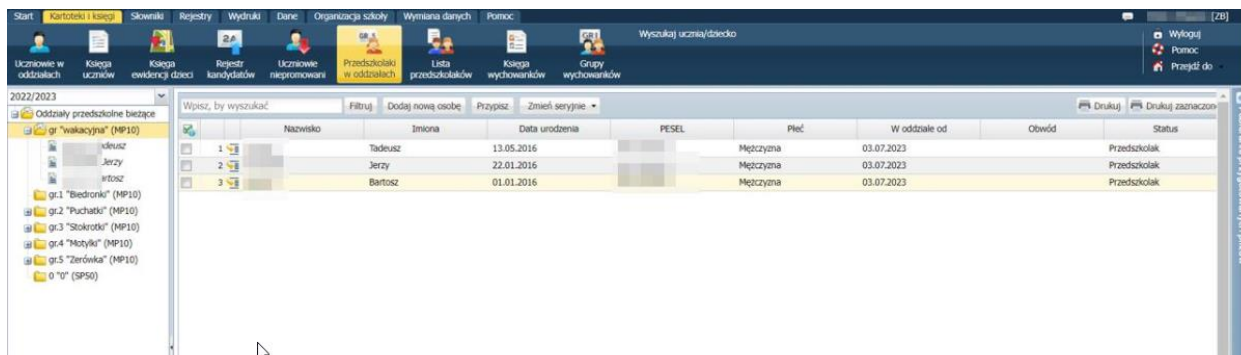 Start Kartoteki i księgi Słowniki Rejestry Wydruki Dane Organizacja szkoły Wymiana danych Pomoc [ZB]
Uczniowie w oddziałach
Księga uczniów
Księga ewidencji dzieci
Rejestr kandydatów
Uczniowie niepromowani
Przedszkolaki w oddziałach
Lista przedszkolaków
Księga wychowanków
Grupy wychowanków
Wyszukaj ucznia/dziecko
Wyloguj
Pomoc
Przejdź do
2022/2023
Oddziały przedszkolne bieżące
gr "wakacyjna" (MP10)
Jerzy
gr.1 "Biedronki" (MP10)
gr.2 "Puchatki" (MP10)
gr.3 "Stokrotki" (MP10)
gr.4 "Motylki" (MP10)
gr.5 "Zerówka" (MP10)
0 "0" (SP50)
Wpisz, by wyszukać Filtruj Dodaj nową osobę Przypisz Zmień seryjnie Drukuj Drukuj zaznaczon
Nazwisko Imiona Data urodzenia PESEL Płeć W oddziale od Obwód Status
1 Tadeusz 13.05.2016 Mężczyzna 03.07.2023 Przedszkolak
2 Jerzy 22.01.2016 Mężczyzna 03.07.2023 Przedszkolak
3 Bartosz 01.01.2016 Mężczyzna 03.07.2023 Przedszkolak